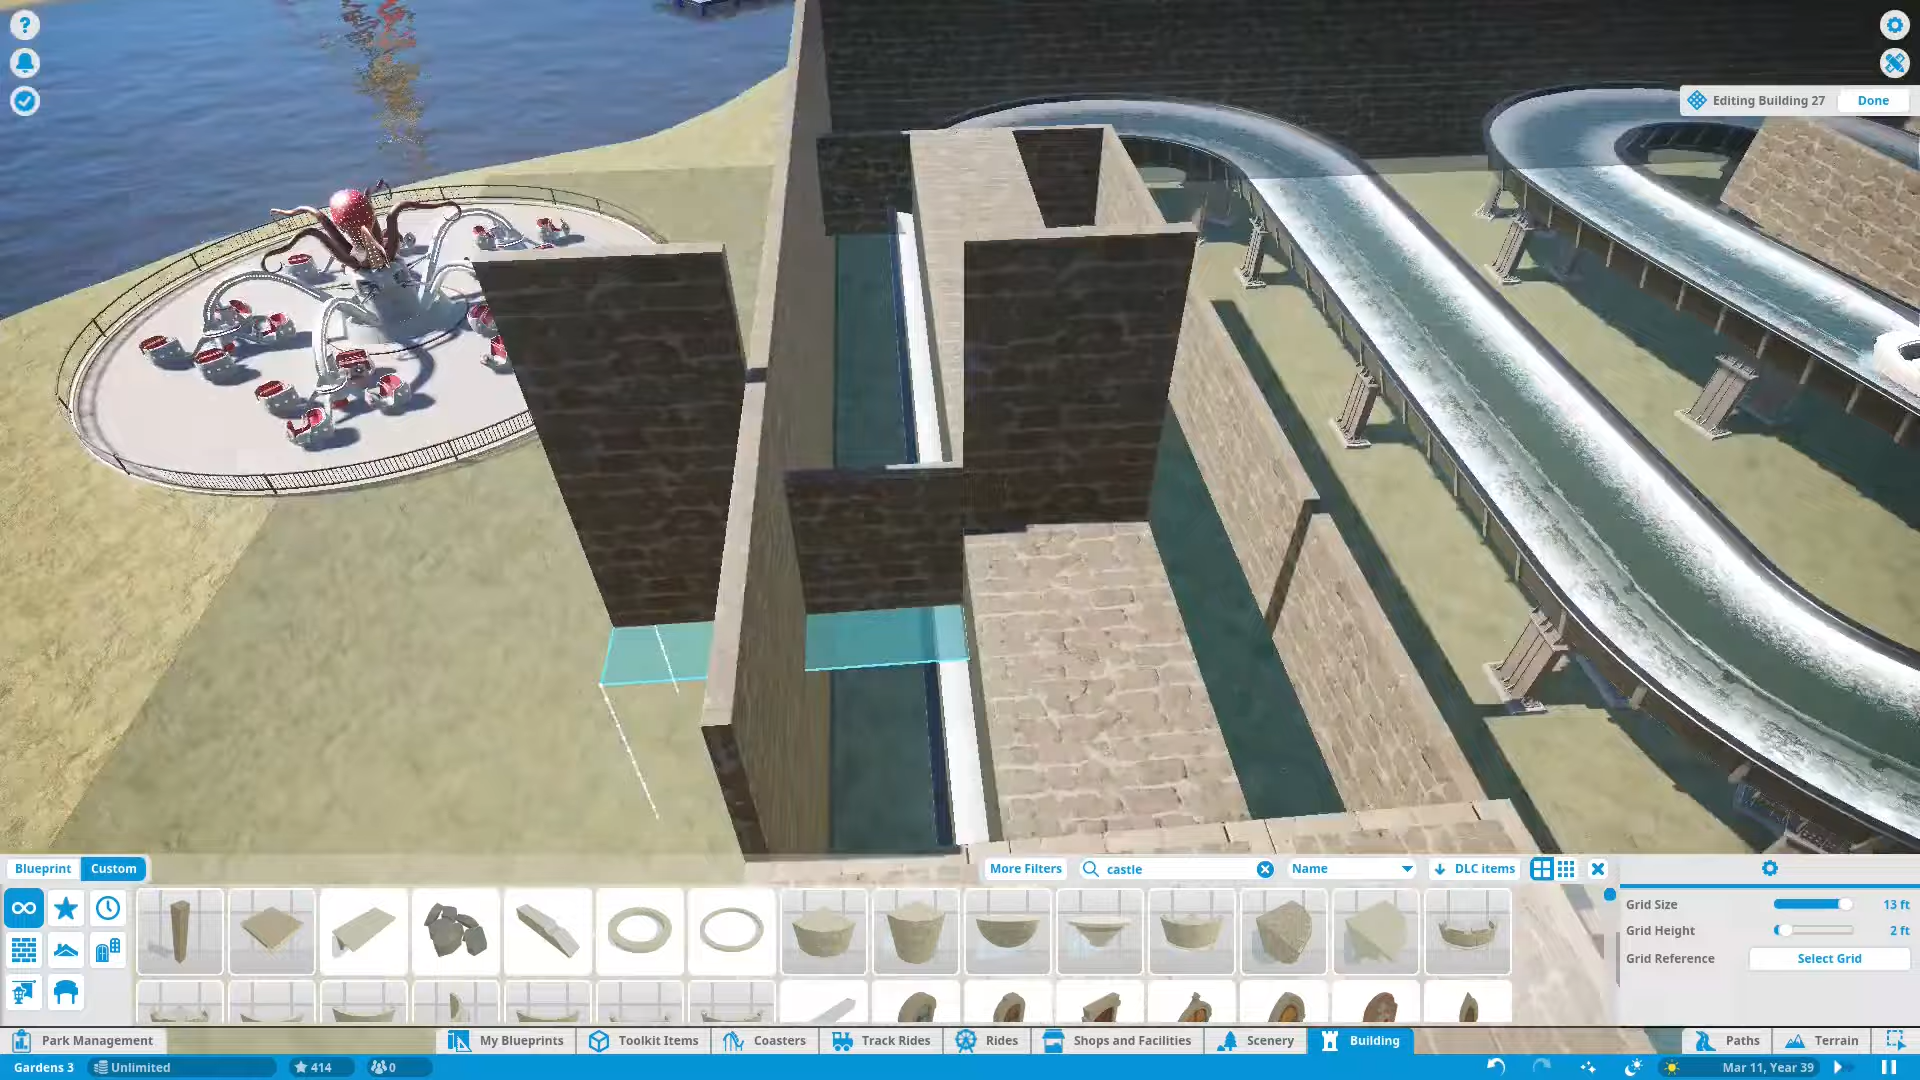 ?
Editing Building 27
Done
Blueprint
Custom
More Filters
castle
Name
DLC items
Grid Size
13 ft
Grid Height
2 ft
Grid Reference
Select Grid
Park Management
My Blueprints
Toolkit Items
Coasters
Track Rides
Rides
Shops and Facilities
Scenery
Building
Paths
Terrain
Gardens 3
Unlimited
414
0
Mar 11, Year 39